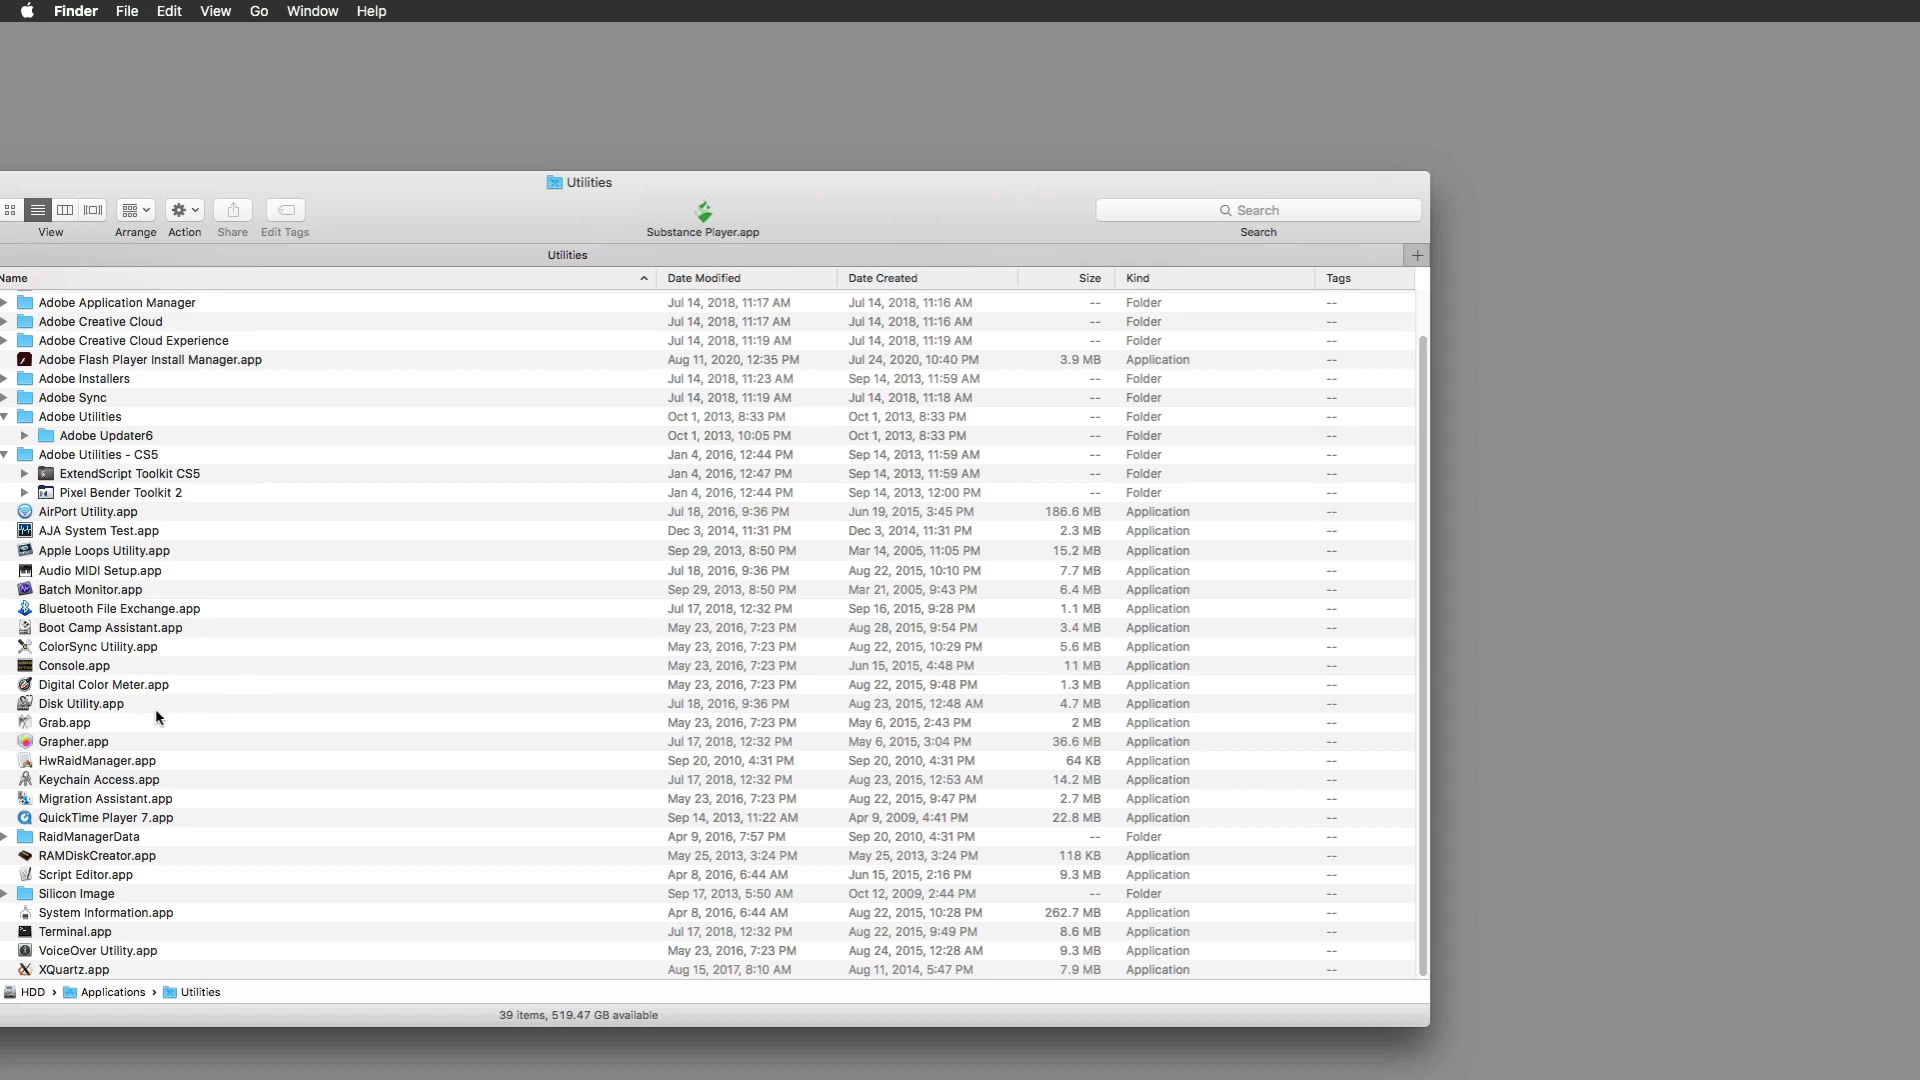 Finder File Edit View Go Window Help
Utilities
View Arrange Action Share Edit Tags Substance Player.app Search
Search
Utilities +
Name Date Modified Date Created Size Kind Tags
Adobe Application Manager Jul 14, 2018, 11:17 AM Jul 14, 2018, 11:16 AM -- Folder --
Adobe Creative Cloud Jul 14, 2018, 11:17 AM Jul 14, 2018, 11:16 AM -- Folder --
Adobe Creative Cloud Experience Jul 14, 2018, 11:19 AM Jul 14, 2018, 11:19 AM -- Folder --
Adobe Flash Player Install Manager.app Aug 11, 2020, 12:35 PM Jul 24, 2020, 10:40 PM 3.9 MB Application --
Adobe Installers Jul 14, 2018, 11:23 AM Sep 14, 2013, 11:59 AM -- Folder --
Adobe Sync Jul 14, 2018, 11:19 AM Jul 14, 2018, 11:18 AM -- Folder --
Adobe Utilities Oct 1, 2013, 8:33 PM Oct 1, 2013, 8:33 PM -- Folder --
Adobe Updater6 Oct 1, 2013, 10:05 PM Oct 1, 2013, 8:33 PM -- Folder --
Adobe Utilities - CS5 Jan 4, 2016, 12:44 PM Sep 14, 2013, 11:59 AM -- Folder --
ExtendScript Toolkit CS5 Jan 4, 2016, 12:47 PM Sep 14, 2013, 11:59 AM -- Folder --
Pixel Bender Toolkit 2 Jan 4, 2016, 12:44 PM Sep 14, 2013, 12:00 PM -- Folder --
AirPort Utility.app Jul 18, 2016, 9:36 PM Jun 19, 2015, 3:45 PM 186.6 MB Application --
AJA System Test.app Dec 3, 2014, 11:31 PM Dec 3, 2014, 11:31 PM 2.3 MB Application --
Apple Loops Utility.app Sep 29, 2013, 8:50 PM Mar 14, 2005, 11:05 PM 15.2 MB Application --
Audio MIDI Setup.app Jul 18, 2016, 9:36 PM Aug 22, 2015, 10:10 PM 7.7 MB Application --
Batch Monitor.app Sep 29, 2013, 8:50 PM Mar 21, 2005, 9:43 PM 6.4 MB Application --
Bluetooth File Exchange.app Jul 17, 2018, 12:32 PM Sep 16, 2015, 9:28 PM 1.1 MB Application --
Boot Camp Assistant.app May 23, 2016, 7:23 PM Aug 28, 2015, 9:54 PM 3.4 MB Application --
ColorSync Utility.app May 23, 2016, 7:23 PM Aug 22, 2015, 10:29 PM 5.6 MB Application --
Console.app May 23, 2016, 7:23 PM Jun 15, 2015, 4:48 PM 11 MB Application --
Digital Color Meter.app May 23, 2016, 7:23 PM Aug 22, 2015, 9:48 PM 1.3 MB Application --
Disk Utility.app Jul 18, 2016, 9:36 PM Aug 23, 2015, 12:48 AM 4.7 MB Application --
Grab.app May 23, 2016, 7:23 PM May 6, 2015, 2:43 PM 2 MB Application --
Grapher.app Jul 17, 2018, 12:32 PM May 6, 2015, 3:04 PM 36.6 MB Application --
HwRaidManager.app Sep 20, 2010, 4:31 PM Sep 20, 2010, 4:31 PM 64 KB Application --
Keychain Access.app Jul 17, 2018, 12:32 PM Aug 23, 2015, 12:53 AM 14.2 MB Application --
Migration Assistant.app May 23, 2016, 7:23 PM Aug 22, 2015, 9:47 PM 2.7 MB Application --
QuickTime Player 7.app Sep 14, 2013, 11:22 AM Apr 9, 2009, 4:41 PM 22.8 MB Application --
RaidManagerData Apr 9, 2016, 7:57 PM Sep 20, 2010, 4:31 PM -- Folder --
RAMDiskCreator.app May 25, 2013, 3:24 PM May 25, 2013, 3:24 PM 118 KB Application --
Script Editor.app Apr 8, 2016, 6:44 AM Jun 15, 2015, 2:16 PM 9.3 MB Application --
Silicon Image Sep 17, 2013, 5:50 AM Oct 12, 2009, 2:44 PM -- Folder --
System Information.app Apr 8, 2016, 6:44 AM Aug 22, 2015, 10:28 PM 262.7 MB Application --
Terminal.app Jul 17, 2018, 12:32 PM Aug 22, 2015, 9:49 PM 8.6 MB Application --
VoiceOver Utility.app May 23, 2016, 7:23 PM Aug 24, 2015, 12:28 AM 9.3 MB Application --
XQuartz.app Aug 15, 2017, 8:10 AM Aug 11, 2014, 5:47 PM 7.9 MB Application --
HDD › Applications › Utilities
39 items, 519.47 GB available